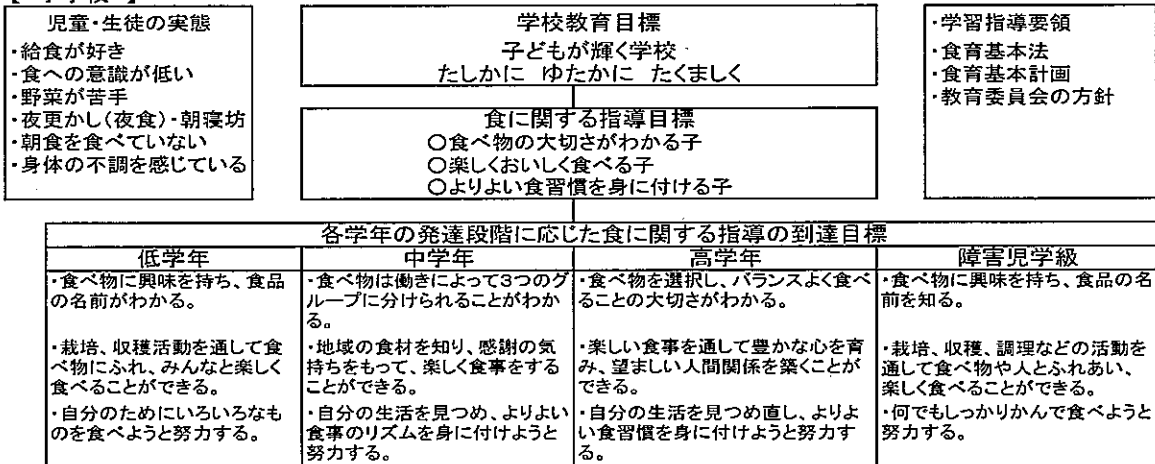 児童・生徒の実態
・給食が好き
・食への意識が低い
・野菜が苦手
・夜更かし(夜食)・朝寝坊
・朝食を食べていない
・身体の不調を感じている
学校教育目標
子どもが輝く学校
たしかに ゆたかに たくましく
食に関する指導目標
○食べ物の大切さがわかる子
○楽しくおいしく食べる子
○よりよい食習慣を身に付ける子
・学習指導要領
・食育基本法
・食育基本計画
・教育委員会の方針
各学年の発達段階に応じた食に関する指導の到達目標
低学年
・食べ物に興味を持ち、食品
の名前がわかる。
・栽培、収穫活動を通して食
べ物にふれ、みんなと楽しく
食べることができる。
・自分のためにいろいろなも
のを食べようと努力する。
中学年
・食べ物は働きによって3つのグ
ループに分けられることがわか
る。
・地域の食材を知り、感謝の気
持ちをもって、楽しく食事をする
ことができる。
・自分の生活を見つめ、よりよい
食事のリズムを身に付けようと
努力する。
高学年
・食べ物を選択し、バランスよく食べ
ることの大切さがわかる。
・楽しい食事を通して豊かな心を育
み、望ましい人間関係を築くことが
できる。
・自分の生活を見つめ直し、よりよ
い食習慣を身に付けようと努力す
る。
障害児学級
・食べ物に興味を持ち、食品の名
前を知る。
・栽培、収穫、調理などの活動を
通して食べ物や人とふれあい、
楽しく食べることができる。
・何でもしっかりかんで食べようと
努力する。